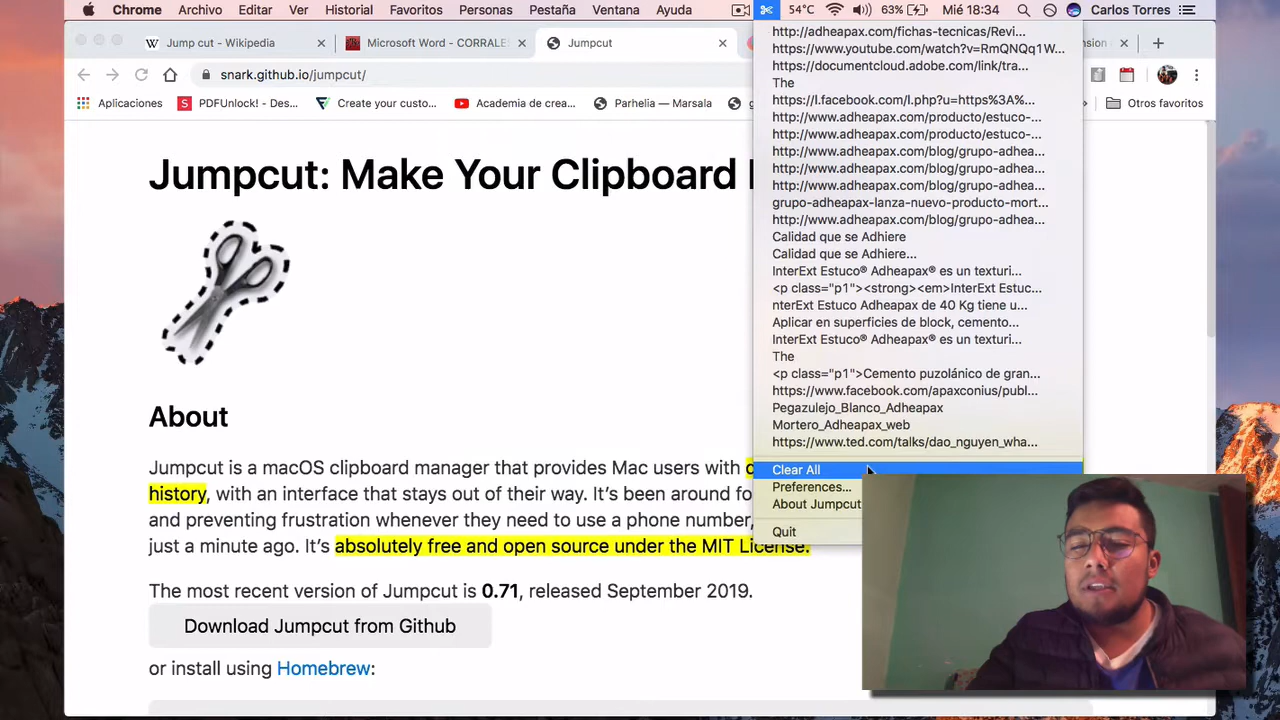 Chrome Archivo Editar Ver Historial Favoritos Personas Pestaña Ventana Ayuda 54°C 63% Mié 18:34 Carlos Torres
Jump cut - Wikipedia Microsoft Word - CORRALES Jumpcut
snark.github.io/jumpcut/
Aplicaciones PDFUnlock! - Des... Create your custo... Academia de crea... Parhelia — Marsala Otros favoritos
http://adheapax.com/fichas-tecnicas/Revi...
https://www.youtube.com/watch?v=RmQNQq1W...
https://documentcloud.adobe.com/link/tra...
The
https://l.facebook.com/l.php?u=https%3A%...
http://www.adheapax.com/producto/estuco-...
http://www.adheapax.com/producto/estuco-...
http://www.adheapax.com/blog/grupo-adhea...
http://www.adheapax.com/blog/grupo-adhea...
http://www.adheapax.com/blog/grupo-adhea...
grupo-adheapax-lanza-nuevo-producto-mort...
http://www.adheapax.com/blog/grupo-adhea...
Calidad que se Adhiere
Calidad que se Adhiere...
InterExt Estuco® Adheapax® es un texturi...
<p class="p1"><strong><em>InterExt Estuc...
nterExt Estuco Adheapax de 40 Kg tiene u...
Aplicar en superficies de block, cemento...
InterExt Estuco® Adheapax® es un texturi...
The
<p class="p1">Cemento puzolánico de gran...
https://www.facebook.com/apaxconius/publ...
Pegazulejo_Blanco_Adheapax
Mortero_Adheapax_web
https://www.ted.com/talks/dao_nguyen_wha...
Clear All
Preferences...
About Jumpcut
Quit
Jumpcut: Make Your Clipboard
About
Jumpcut is a macOS clipboard manager that provides Mac users with
history, with an interface that stays out of their way. It's been around fo
and preventing frustration whenever they need to use a phone number,
just a minute ago. It's absolutely free and open source under the MIT License.
The most recent version of Jumpcut is 0.71, released September 2019.
Download Jumpcut from Github
or install using Homebrew: